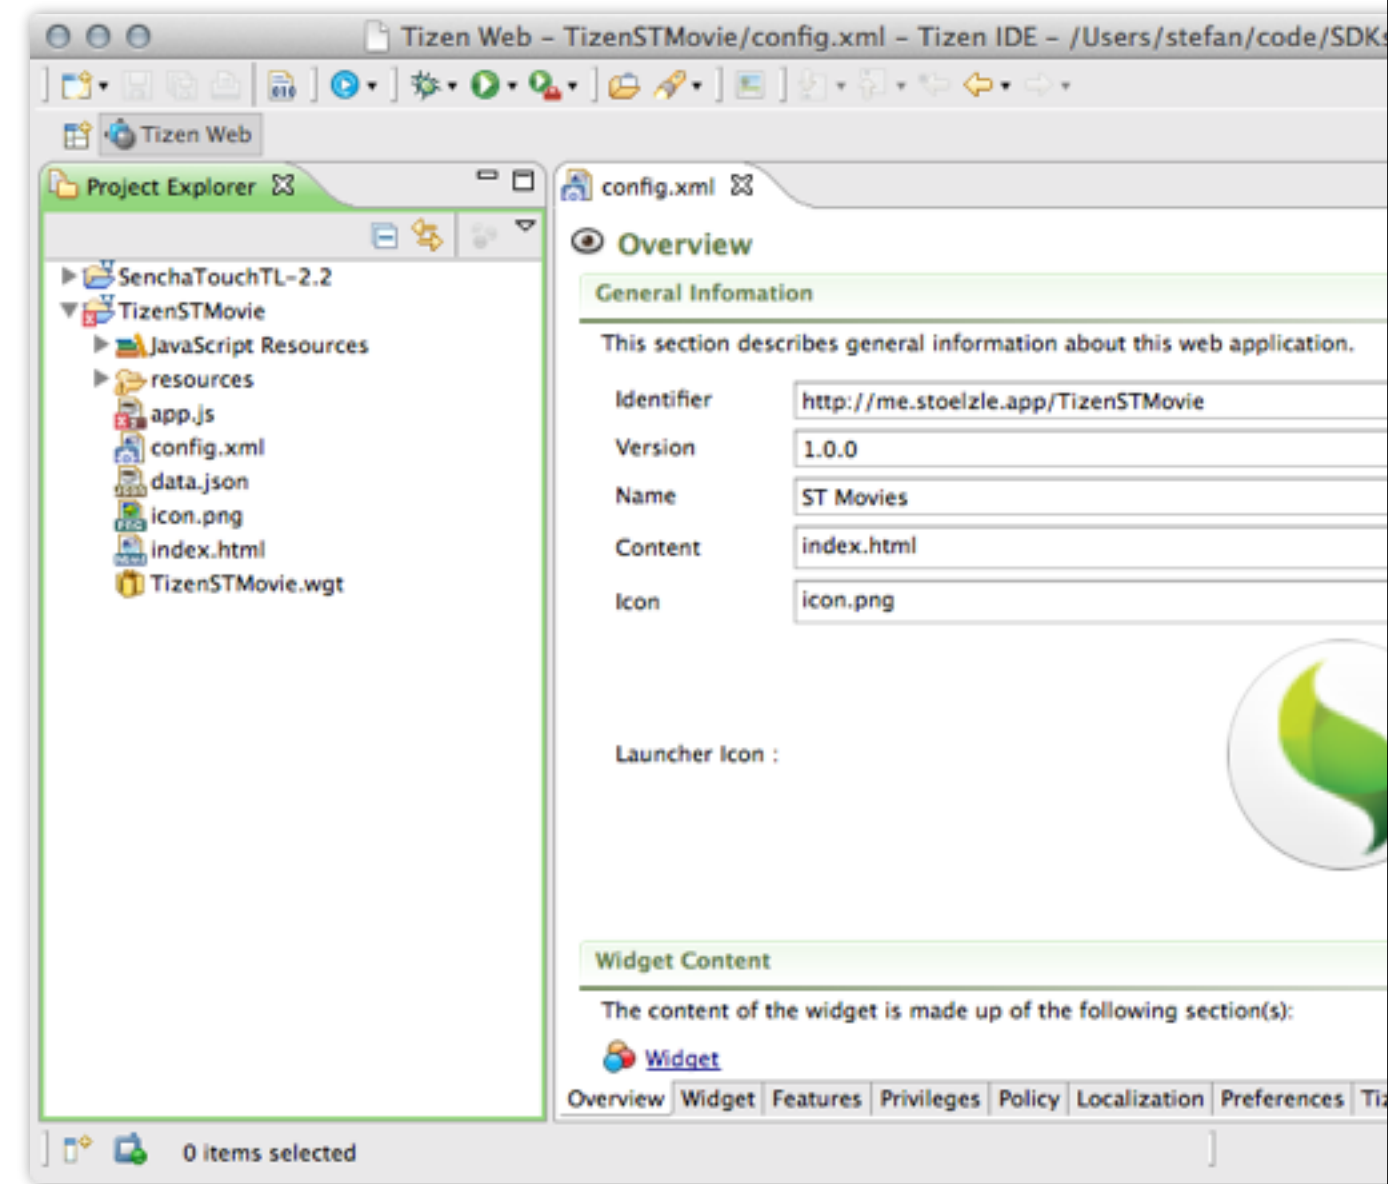 Tizen Web – TizenSTMovie/config.xml – Tizen IDE – /Users/stefan/code/SDKs
Tizen Web
Project Explorer
config.xml
SenchaTouchTL-2.2
TizenSTMovie
JavaScript Resources
resources
app.js
config.xml
data.json
icon.png
index.html
TizenSTMovie.wgt
Overview
General Infomation
This section describes general information about this web application.
Identifier http://me.stoelzle.app/TizenSTMovie
Version 1.0.0
Name ST Movies
Content index.html
Icon icon.png
Launcher Icon :
Widget Content
The content of the widget is made up of the following section(s):
Widget
Overview Widget Features Privileges Policy Localization Preferences Tiz
0 items selected